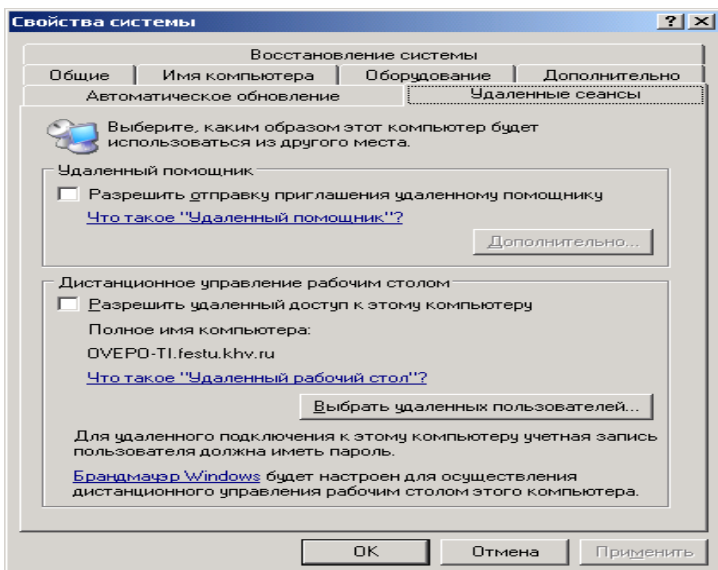 Свойства системы
Восстановление системы
Общие Имя компьютера Оборудование Дополнительно
Автоматическое обновление Удаленные сеансы
Выберите, каким образом этот компьютер будет
использоваться из другого места.
Удаленный помощник
Разрешить отправку приглашения удаленному помощнику
Что такое "Удаленный помощник"?
Дополнительно...
Дистанционное управление рабочим столом
Разрешить удаленный доступ к этому компьютеру
Полное имя компьютера:
OVEPO-TI.festu.khv.ru
Что такое "Удаленный рабочий стол"?
Выбрать удаленных пользователей...
Для удаленного подключения к этому компьютеру учетная запись
пользователя должна иметь пароль.
Брандмауэр Windows будет настроен для осуществления
дистанционного управления рабочим столом этого компьютера.
OK Отмена Применить